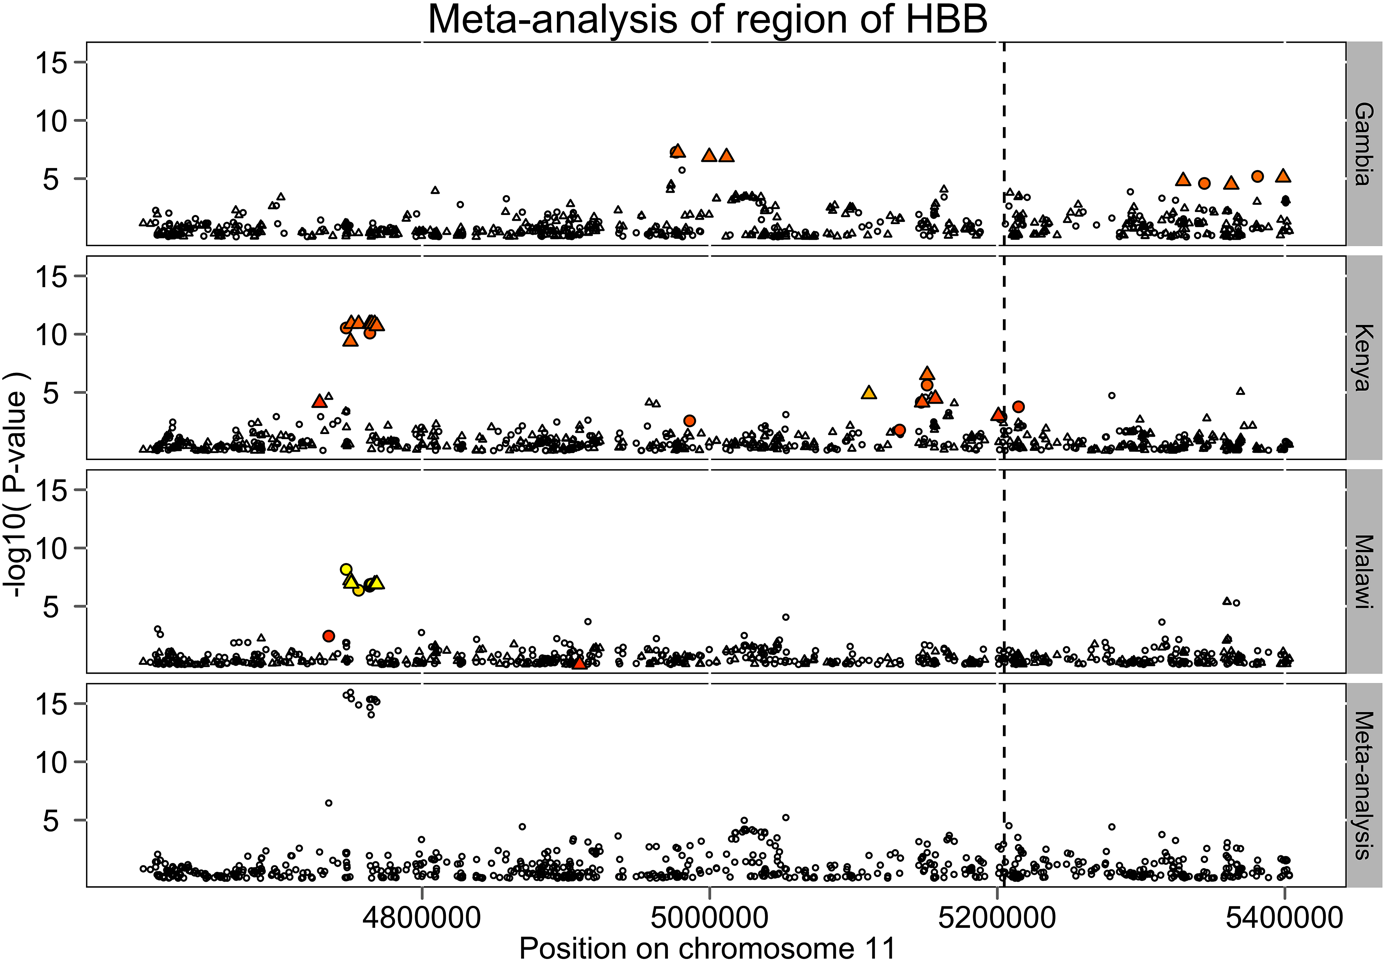 Meta-analysis of region of HBB
15
10
5
Gambia
15
10
5
Kenya
-log10( P-value )
15
10
5
Malawi
15
10
5
Meta-analysis
4800000 5000000 5200000 5400000
Position on chromosome 11